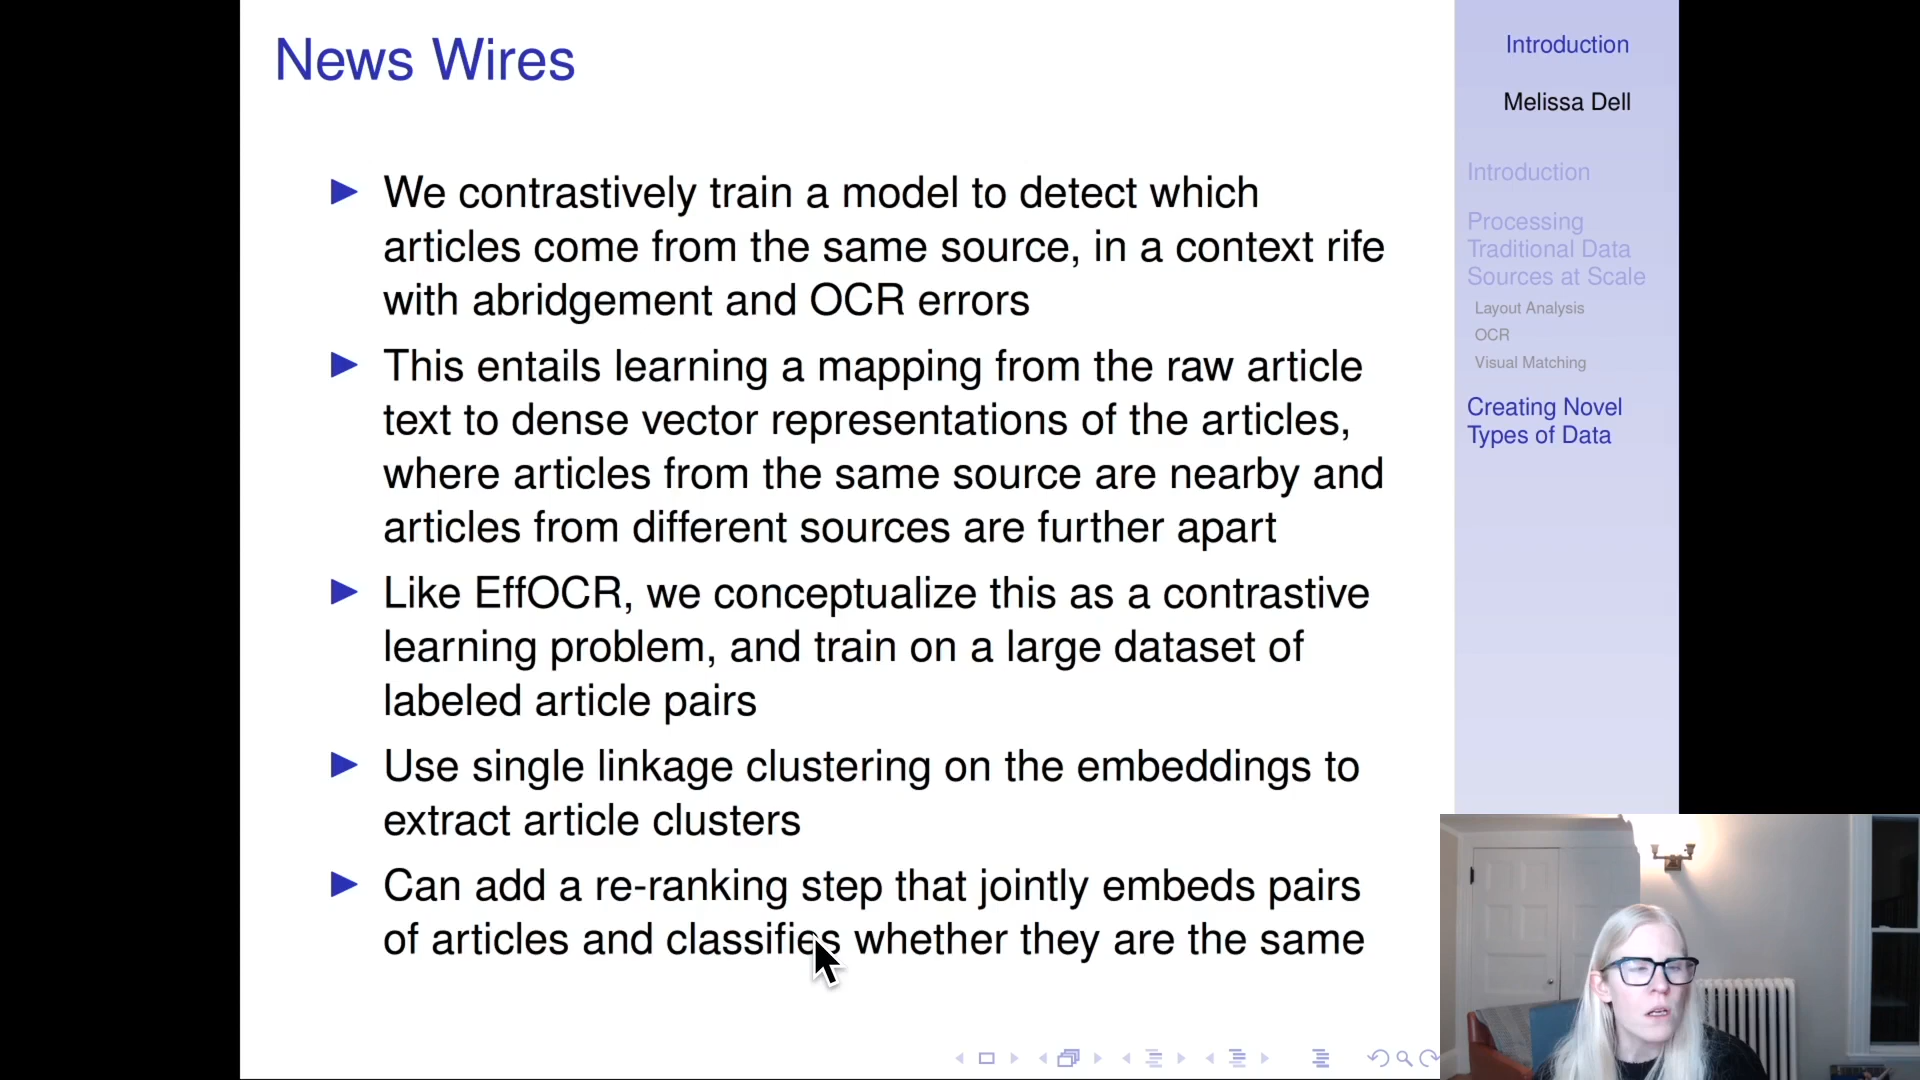 News Wires
We contrastively train a model to detect which
articles come from the same source, in a context rife
with abridgement and OCR errors
This entails learning a mapping from the raw article
text to dense vector representations of the articles,
where articles from the same source are nearby and
articles from different sources are further apart
Like EffOCR, we conceptualize this as a contrastive
learning problem, and train on a large dataset of
labeled article pairs
Use single linkage clustering on the embeddings to
extract article clusters
Can add a re-ranking step that jointly embeds pairs
of articles and classifies whether they are the same
Introduction
Melissa Dell
Introduction
Processing
Traditional Data
Sources at Scale
Layout Analysis
OCR
Visual Matching
Creating Novel
Types of Data